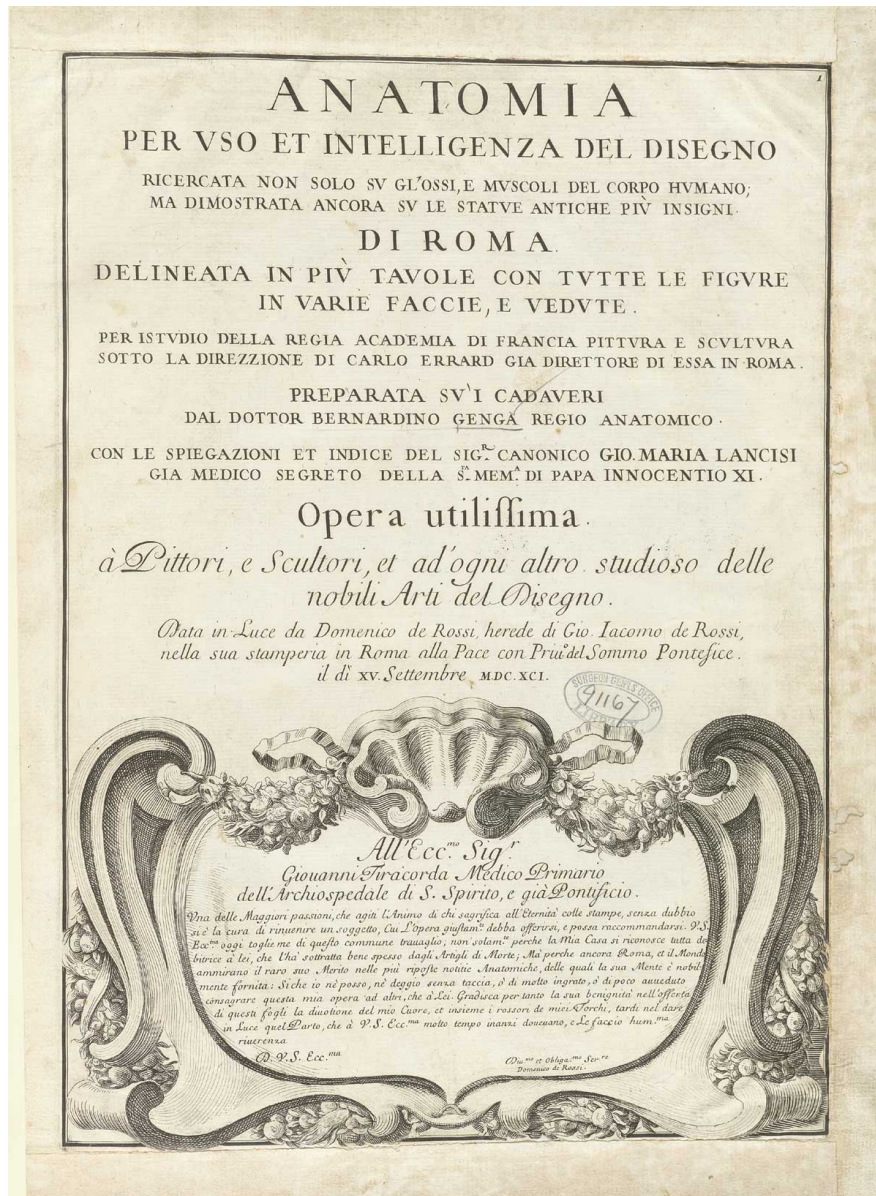 1
ANATOMIA
PER VSO ET INTELLIGENZA DEL DISEGNO
RICERCATA NON SOLO SV GL'OSSI, E MVSCOLI DEL CORPO HVMANO;
MA DIMOSTRATA ANCORA SV LE STATVE ANTICHE PIV̀ INSIGNI.
DI ROMA.
DELINEATA IN PIV̀ TAVOLE CON TVTTE LE FIGVRE
IN VARIE FACCIE, E VEDVTE.
PER ISTVDIO DELLA REGIA ACADEMIA DI FRANCIA PITTVRA E SCVLTVRA
SOTTO LA DIREZZIONE DI CARLO ERRARD GIA DIRETTORE DI ESSA IN ROMA.
PREPARATA SV'I CADAVERI
DAL DOTTOR BERNARDINO GENGA REGIO ANATOMICO.
CON LE SPIEGAZIONI ET INDICE DEL SIG.R CANONICO GIO. MARIA LANCISI
GIA MEDICO SEGRETO DELLA S.TA MEM.A DI PAPA INNOCENTIO XI.
Opera utilissima.
à Pittori, e Scultori, et ad'ogni altro studioso delle
nobili Arti del Disegno.
Data in Luce da Domenico de Rossi, herede di Gio. Iacomo de Rossi,
nella sua stamperia in Roma alla Pace con Priu.º del Sommo Pontefice.
il dì XV. Settembre MDC.XCI.
SURGEON GENL'S OFFICE
91167
LIBRARY
All'Ecc.mo Sig.r
Giouanni Tiracorda Medico Primario
dell'Archiospedale di S. Spirito, e già Pontificio.
Vna delle Maggiori passioni, che agiti l'Animo di chi sagrifica all'Eternità colle stampe, senza dubbio
si è la cura di rinuenire un soggetto, Cui L'Opera giustam.te debba offerirsi, e possa raccommandarsi. V.S.
Ecc.ma oggi toglie me di questo commune trauaglio; non solam.te perche la Mia Casa si riconosce tutta de
bitrice à lei, che l'hà sottratta bene spesso dagli Artigli di Morte; Mà perche ancora Roma, et il Mondo
ammirano il raro suo Merito nelle più riposte notitie Anatomiche, delle quali la sua Mente è nobil
mente fornita: Si che io nè posso, nè deggio senza taccia, ò di molto ingrato, ò di poco auueduto
consagrare questa mia opera ad altri, che à Lei. Gradisca per tanto la sua benignità nell'offerta
di questi fogli la diuotione del mio Cuore, et insieme i rossori de miei Torchi, tardi nel dare
in Luce quel Parto, che à V.S. Ecc.ma molto tempo inanzi doueuano, e Le faccio hum.ma
riuerenza
D. V.S. Ecc.ma
Diu.mo et Obliga.mo Ser.re
Domenico de Rossi.